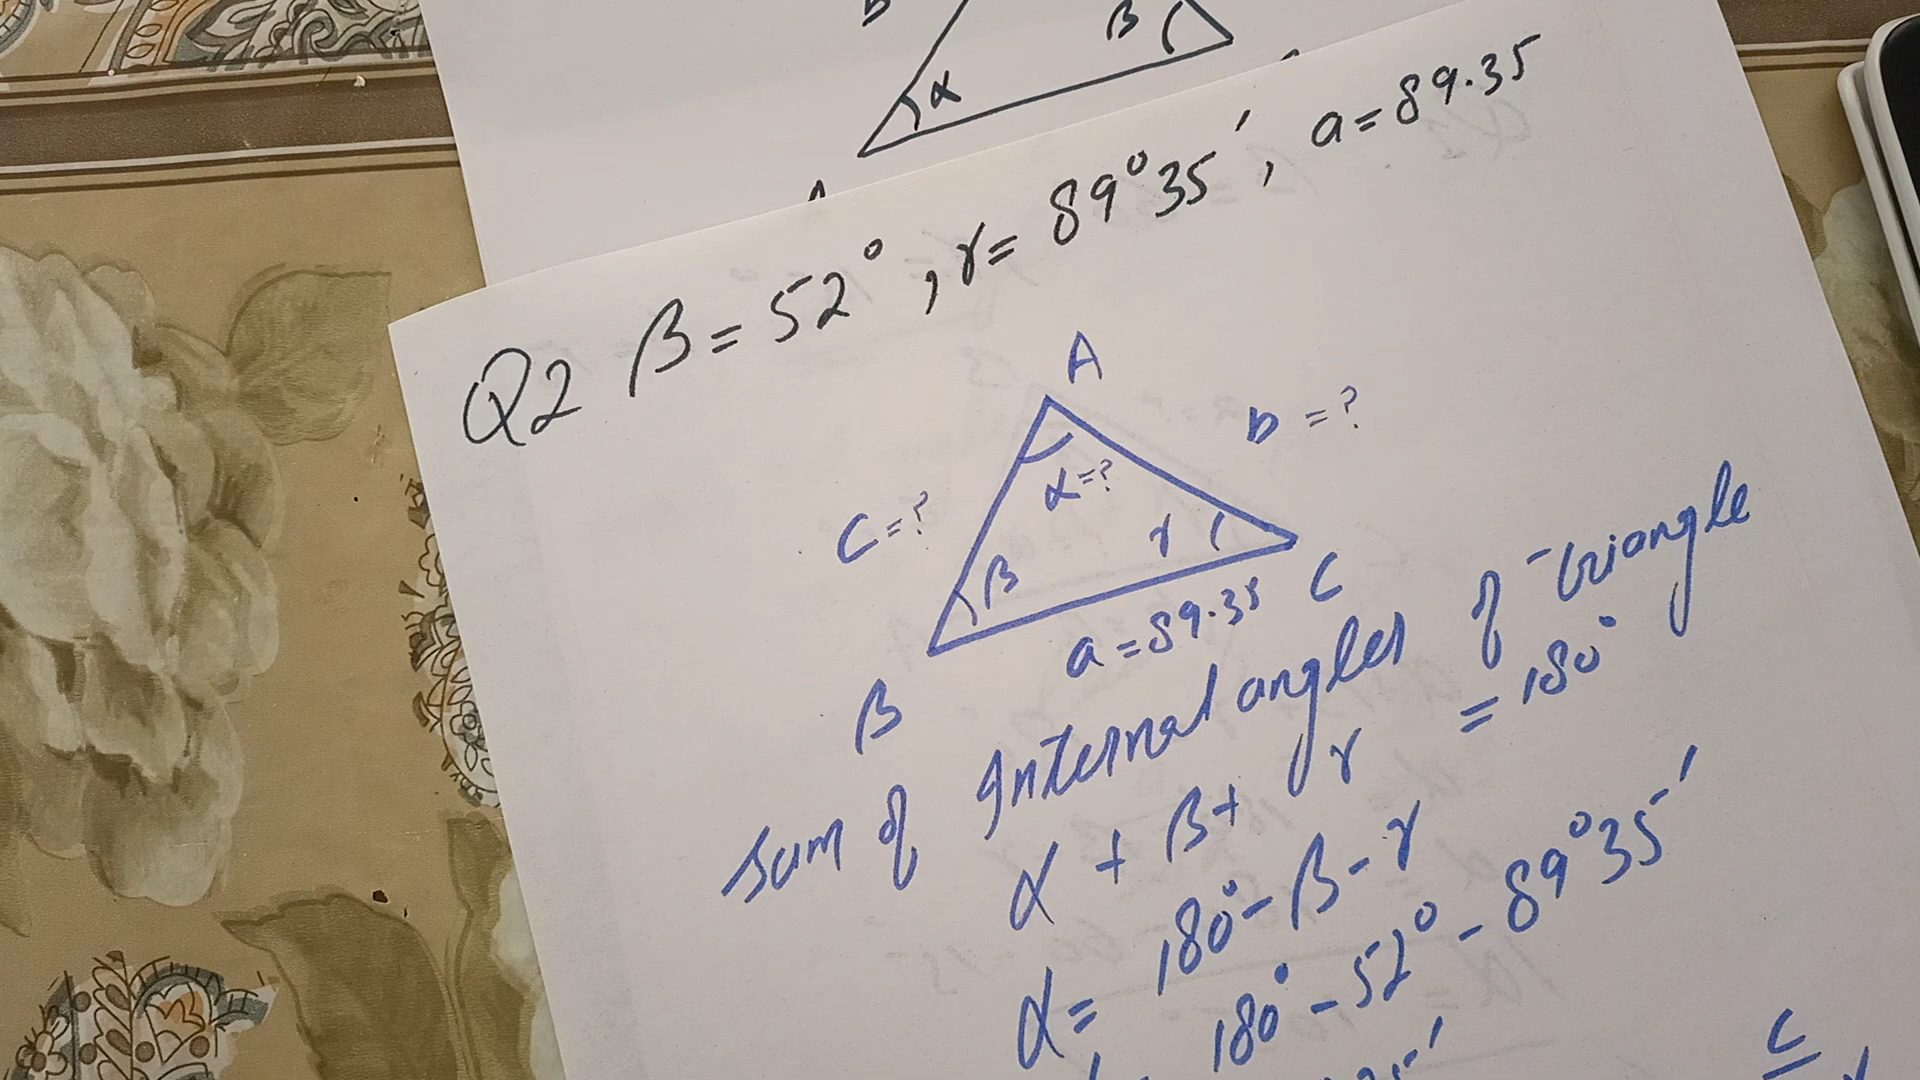 β
α
Q2 β = 52°, γ = 89°35′, a = 89.35
A
b = ?
α = ?
C = ?
γ
β
C
a = 89.35
B
Sum of Internal angles of triangle
α + β + γ = 180°
α = 180° - β - γ
180° - 52° - 89°35′
C